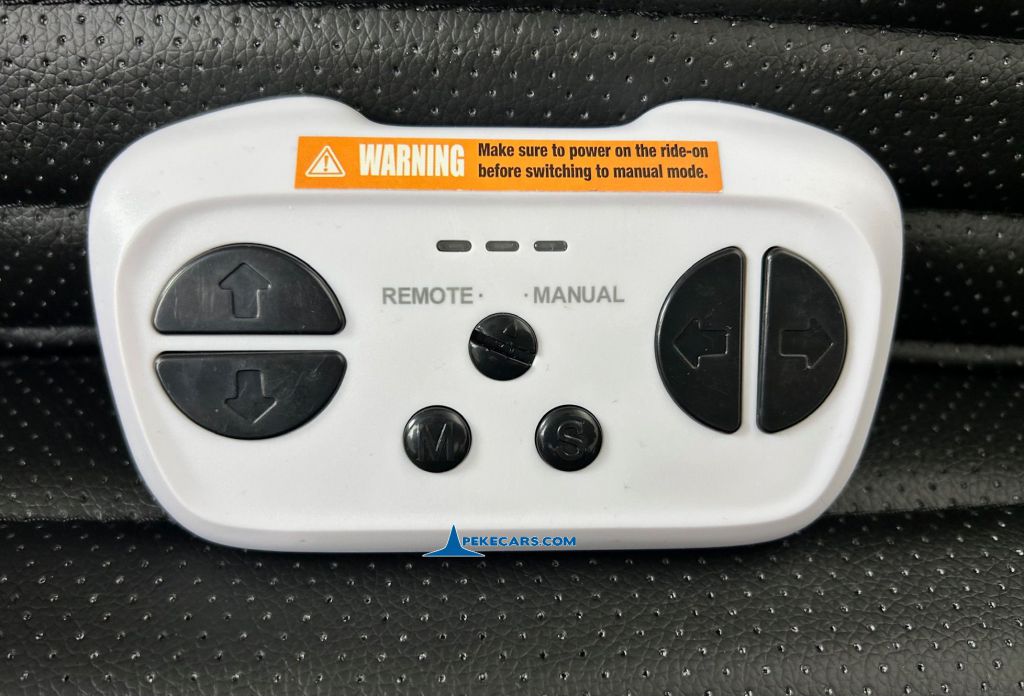 WARNING
Make sure to power on the ride-on
before switching to manual mode.
REMOTE · · MANUAL
M S
PEKECARS.COM